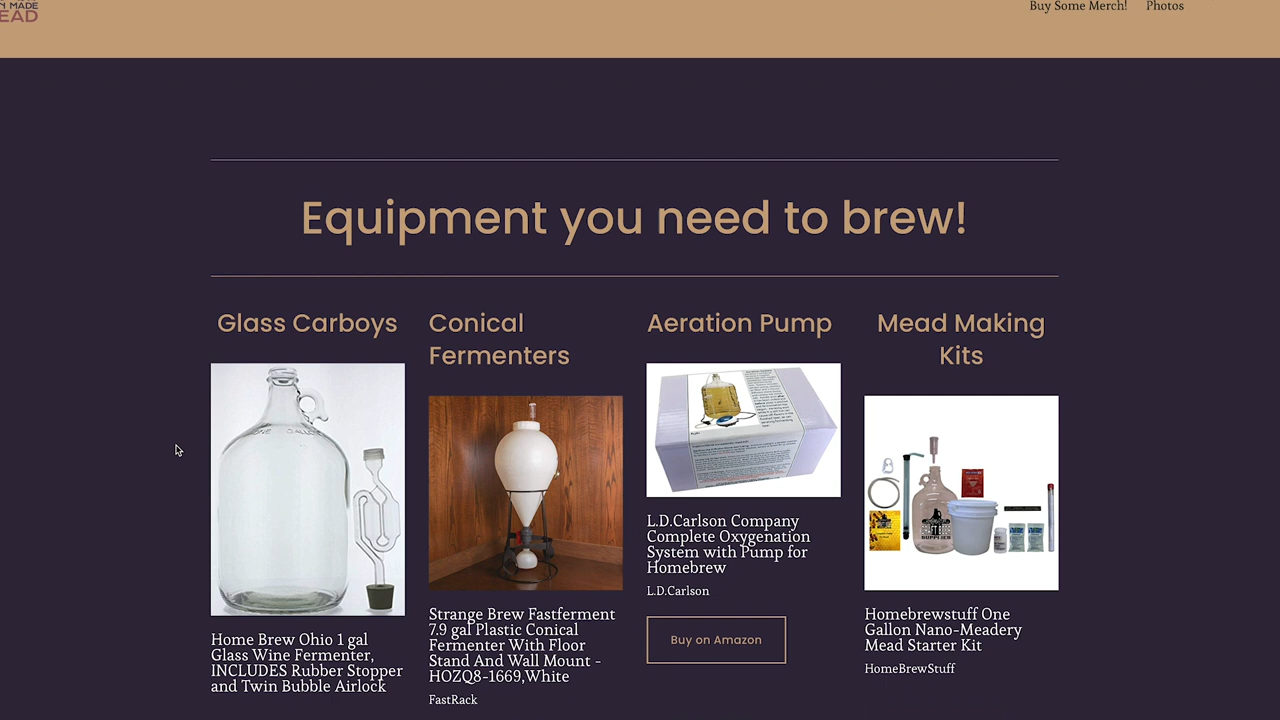 N MADE
EAD
Buy Some Merch!
Photos
Equipment you need to brew!
Glass Carboys
Home Brew Ohio 1 gal
Glass Wine Fermenter,
INCLUDES Rubber Stopper
and Twin Bubble Airlock
Conical
Fermenters
Strange Brew Fastferment
7.9 gal Plastic Conical
Fermenter With Floor
Stand And Wall Mount -
HOZQ8-1669,White
FastRack
Aeration Pump
L.D.Carlson Company
Complete Oxygenation
System with Pump for
Homebrew
L.D.Carlson
Buy on Amazon
Mead Making
Kits
Homebrewstuff One
Gallon Nano-Meadery
Mead Starter Kit
HomeBrewStuff